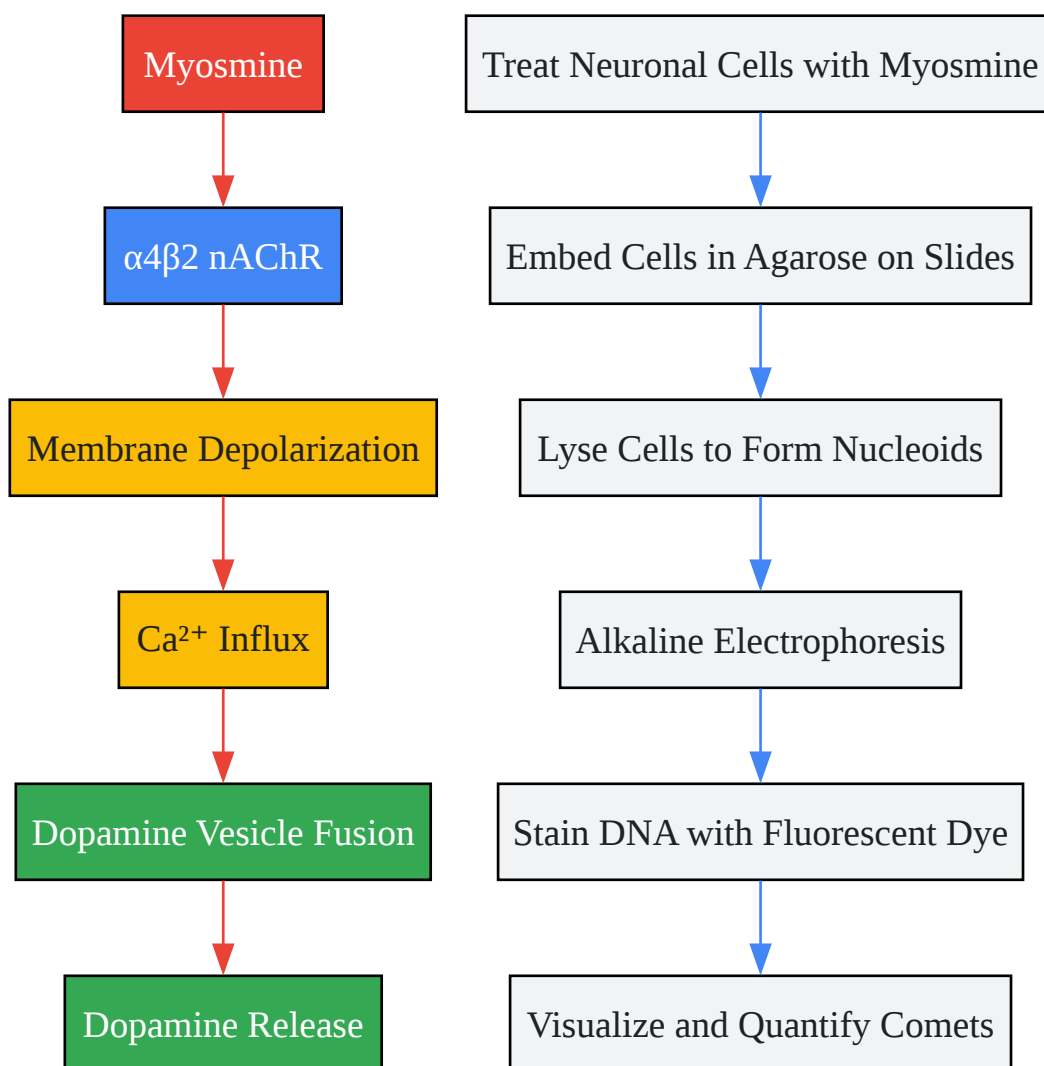 Myosmine
α4β2 nAChR
Membrane Depolarization
Ca²⁺ Influx
Dopamine Vesicle Fusion
Dopamine Release
Treat Neuronal Cells with Myosmine
Embed Cells in Agarose on Slides
Lyse Cells to Form Nucleoids
Alkaline Electrophoresis
Stain DNA with Fluorescent Dye
Visualize and Quantify Comets